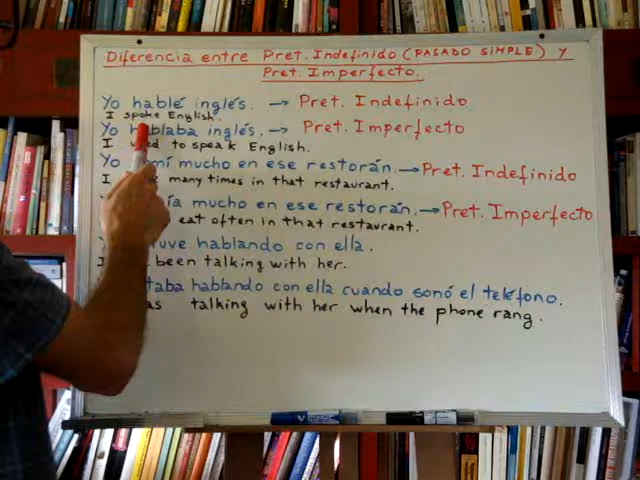 Diferencia entre Pret. Indefinido (PASADO SIMPLE) y
Pret. Imperfecto.
Yo hablé inglés. → Pret. Indefinido
I spoke English.
Yo hablaba inglés. → Pret. Imperfecto
I to speak English.
Yo mucho en ese restorán. → Pret. Indefinido
I many times in that restaurant.
mucho en ese restorán. → Pret. Imperfecto
eat often in that restaurant.
hablando con ella.
been talking with her.
hablando con ella cuando sonó el teléfono.
talking with her when the phone rang.